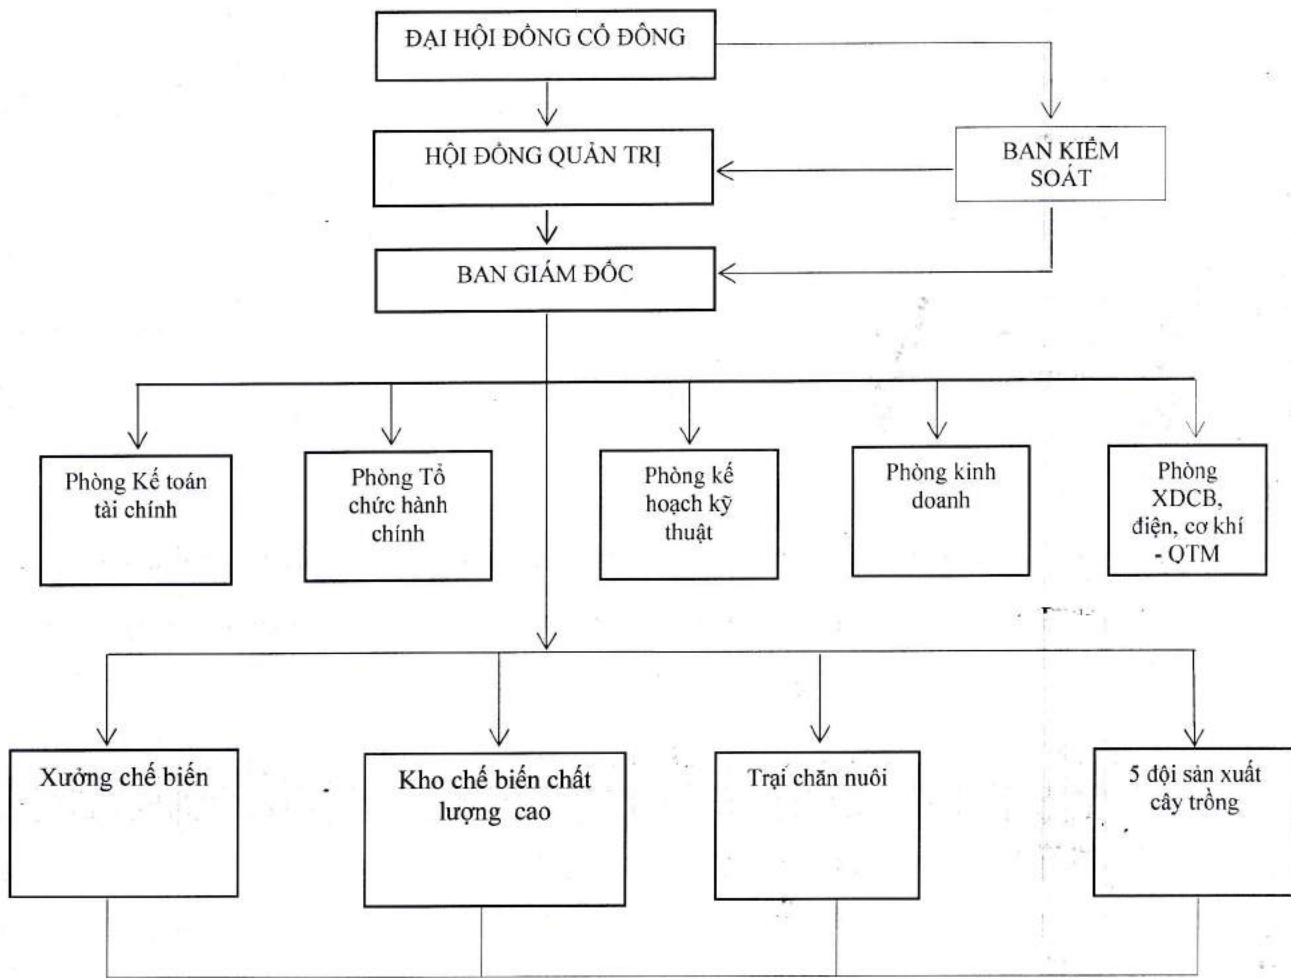 ĐẠI HỘI ĐỒNG CỔ ĐÔNG
HỘI ĐỒNG QUẢN TRỊ
BAN KIỂM
SOÁT
BAN GIÁM ĐỐC
Phòng Kế toán
tài chính
Phòng Tổ
chức hành
chính
Phòng kế
hoạch kỹ
thuật
Phòng kinh
doanh
Phòng
XDCB,
điện, cơ khí
- QTM
Xưởng chế biến
Kho chế biến chất
lượng cao
Trại chăn nuôi
5 đội sản xuất
cây trồng